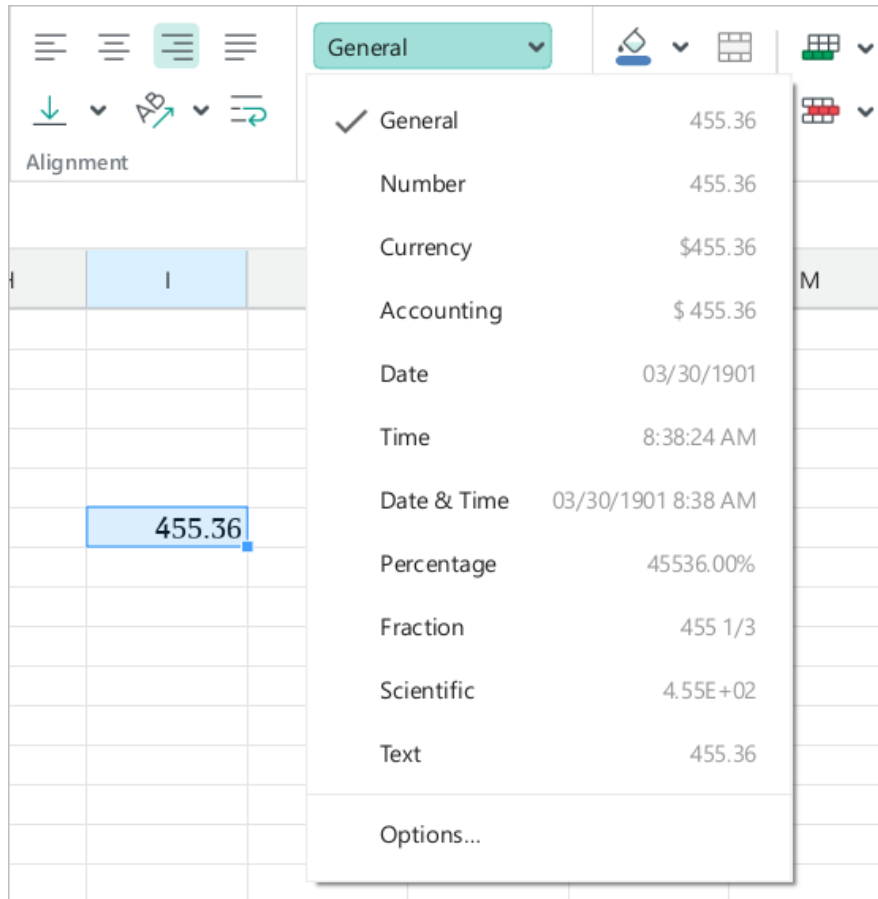 General
AB
Alignment
General 455.36
Number 455.36
Currency $455.36
Accounting $ 455.36
Date 03/30/1901
Time 8:38:24 AM
Date & Time 03/30/1901 8:38 AM
Percentage 45536.00%
Fraction 455 1/3
Scientific 4.55E+02
Text 455.36
Options...
I M
455.36